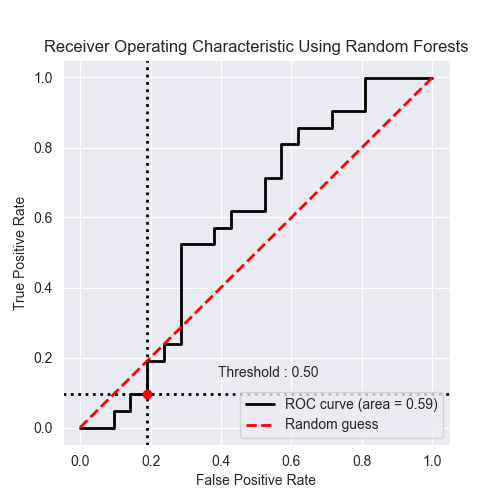 Receiver Operating Characteristic Using Random Forests
1.0
0.8
0.6
0.4
0.2
0.0
True Positive Rate
Threshold : 0.50
ROC curve (area = 0.59)
Random guess
0.0 0.2 0.4 0.6 0.8 1.0
False Positive Rate